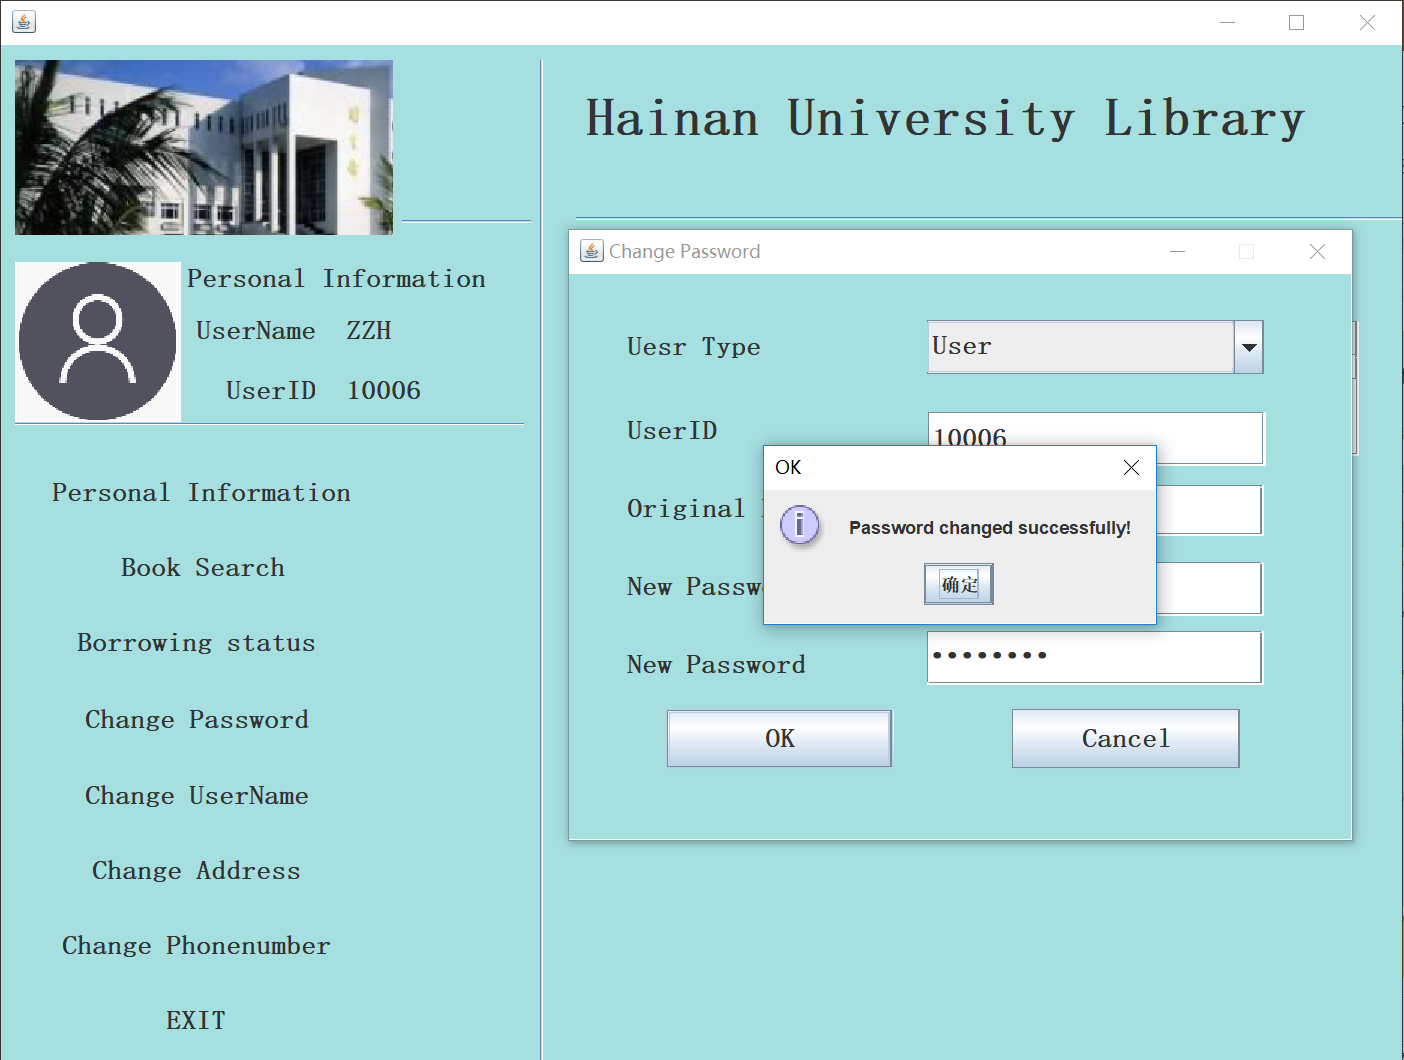 Hainan University Library
Personal Information
UserName ZZH
UserID 10006
Personal Information
Book Search
Borrowing status
Change Password
Change UserName
Change Address
Change Phonenumber
EXIT
Change Password
Uesr Type User
UserID 10006
Original
New Passw
New Password ••••••••
OK Cancel
OK
Password changed successfully!
确定